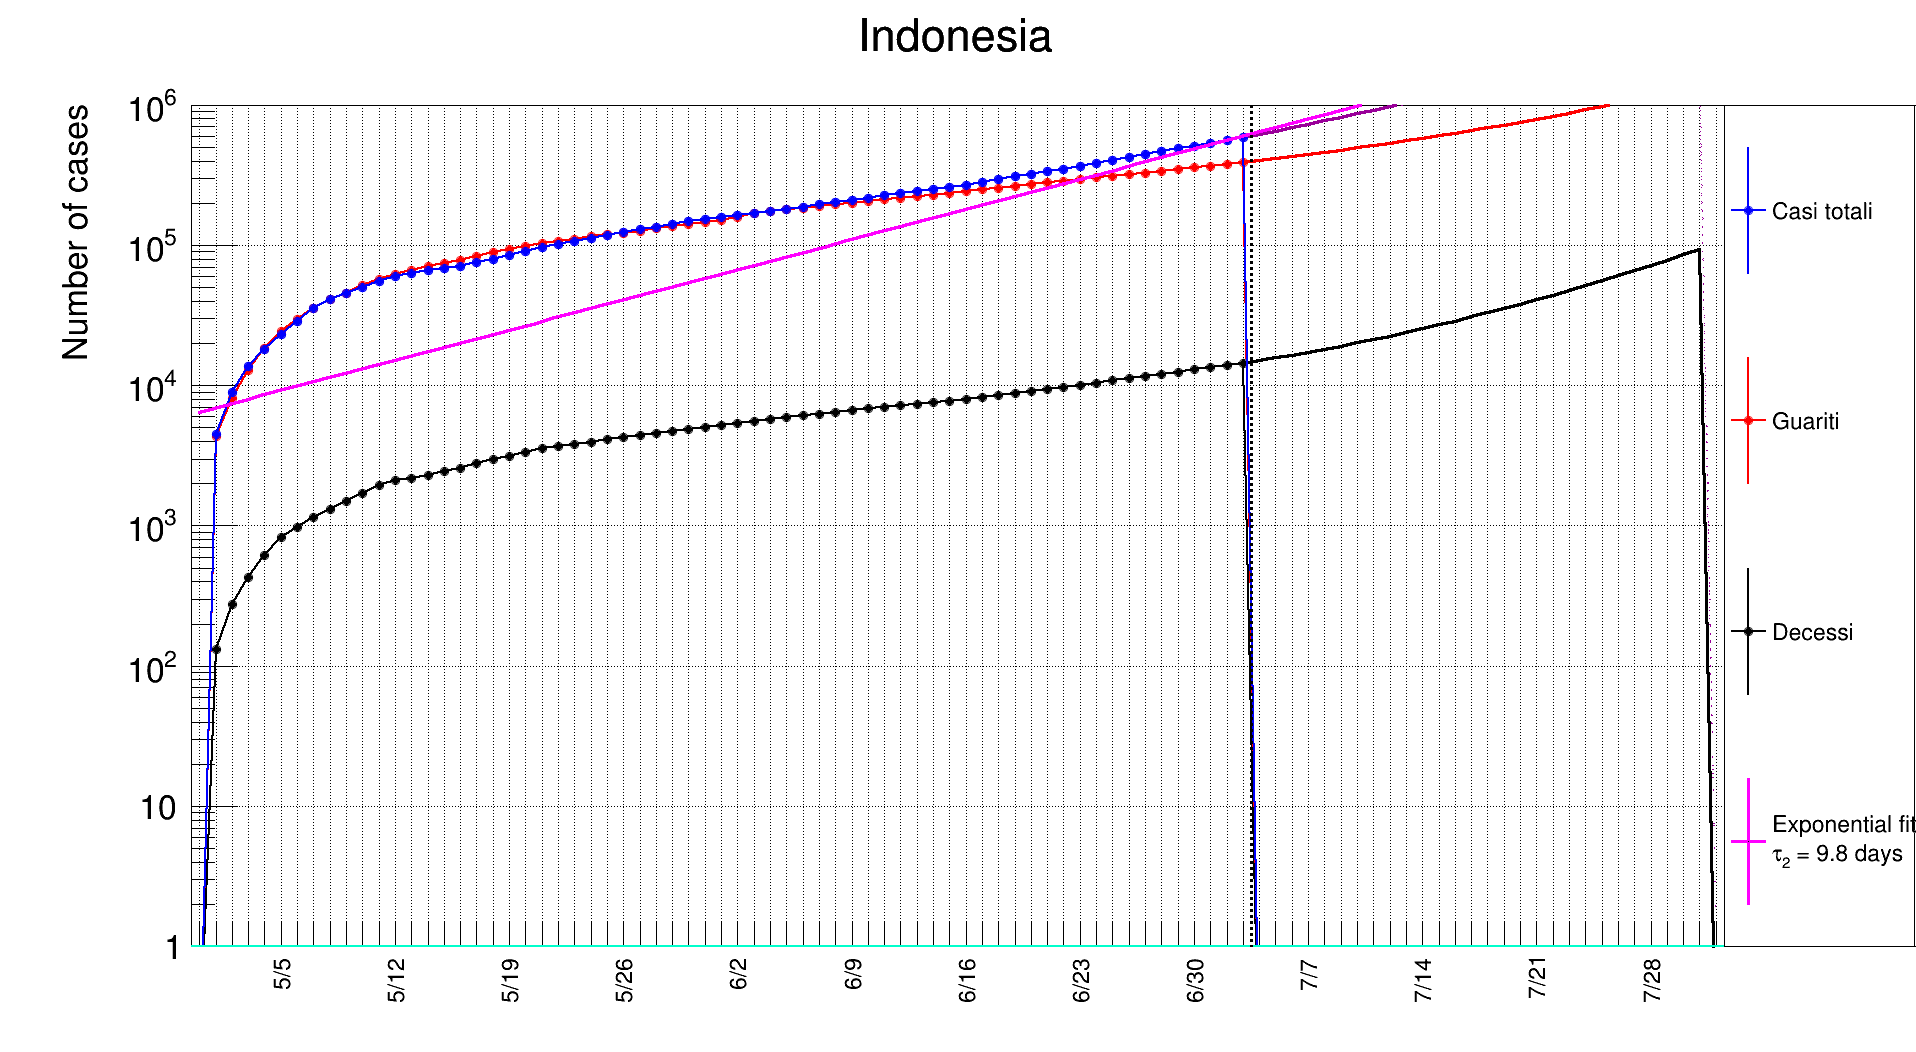 Indonesia
Number of cases
10^6
10^5
10^4
10^3
10^2
10
1
5/5
5/12
5/19
5/26
6/2
6/9
6/16
6/23
6/30
7/7
7/14
7/21
7/28
Casi totali
Guariti
Decessi
Exponential fit
τ_2 = 9.8 days